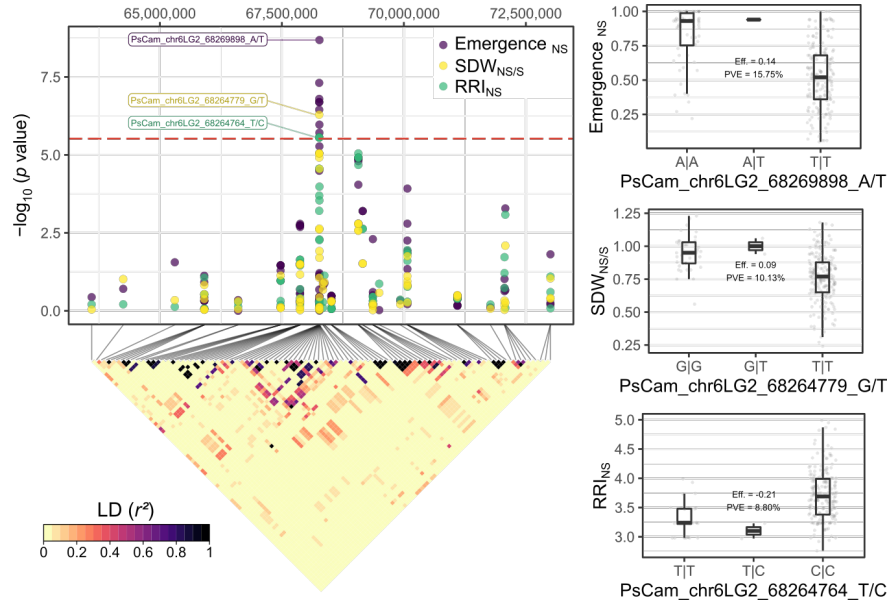 65,000,000 67,500,000 70,000,000 72,500,000
PsCam_chr6LG2_68269898_A/T
PsCam_chr6LG2_68264779_G/T
PsCam_chr6LG2_68264764_T/C
Emergence NS
SDWNS/S
RRINS
7.5
5.0
2.5
0.0
−log10 (p value)
LD (r²)
0 0.2 0.4 0.6 0.8 1
1.00
0.75
0.50
0.25
Emergence NS
Eff. = 0.14
PVE = 15.75%
A|A A|T T|T
PsCam_chr6LG2_68269898_A/T
1.25
1.00
0.75
0.50
0.25
SDWNS/S
Eff. = 0.09
PVE = 10.13%
G|G G|T T|T
PsCam_chr6LG2_68264779_G/T
5.0
4.5
4.0
3.5
3.0
RRINS
Eff. = -0.21
PVE = 8.80%
T|T T|C C|C
PsCam_chr6LG2_68264764_T/C